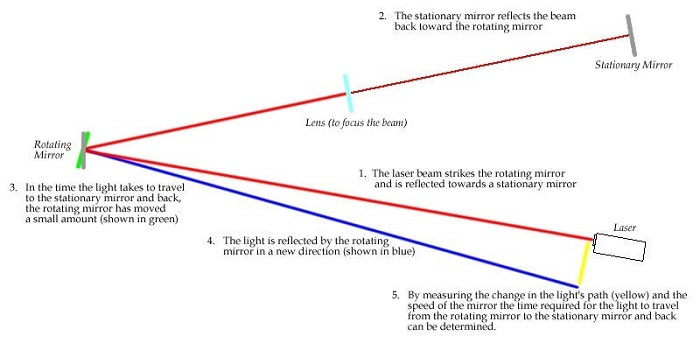 2. The stationary mirror reflects the beam
back toward the rotating mirror
Stationary Mirror
Lens (to focus the beam)
Rotating
Mirror
1. The laser beam strikes the rotating mirror
and is reflected towards a stationary mirror
3. In the time the light takes to travel
to the stationary mirror and back,
the rotating mirror has moved
a small amount (shown in green)
Laser
4. The light is reflected by the rotating
mirror in a new direction (shown in blue)
5. By measuring the change in the light's path (yellow) and the
speed of the mirror the time required for the light to travel
from the rotating mirror to the stationary mirror and back
can be determined.